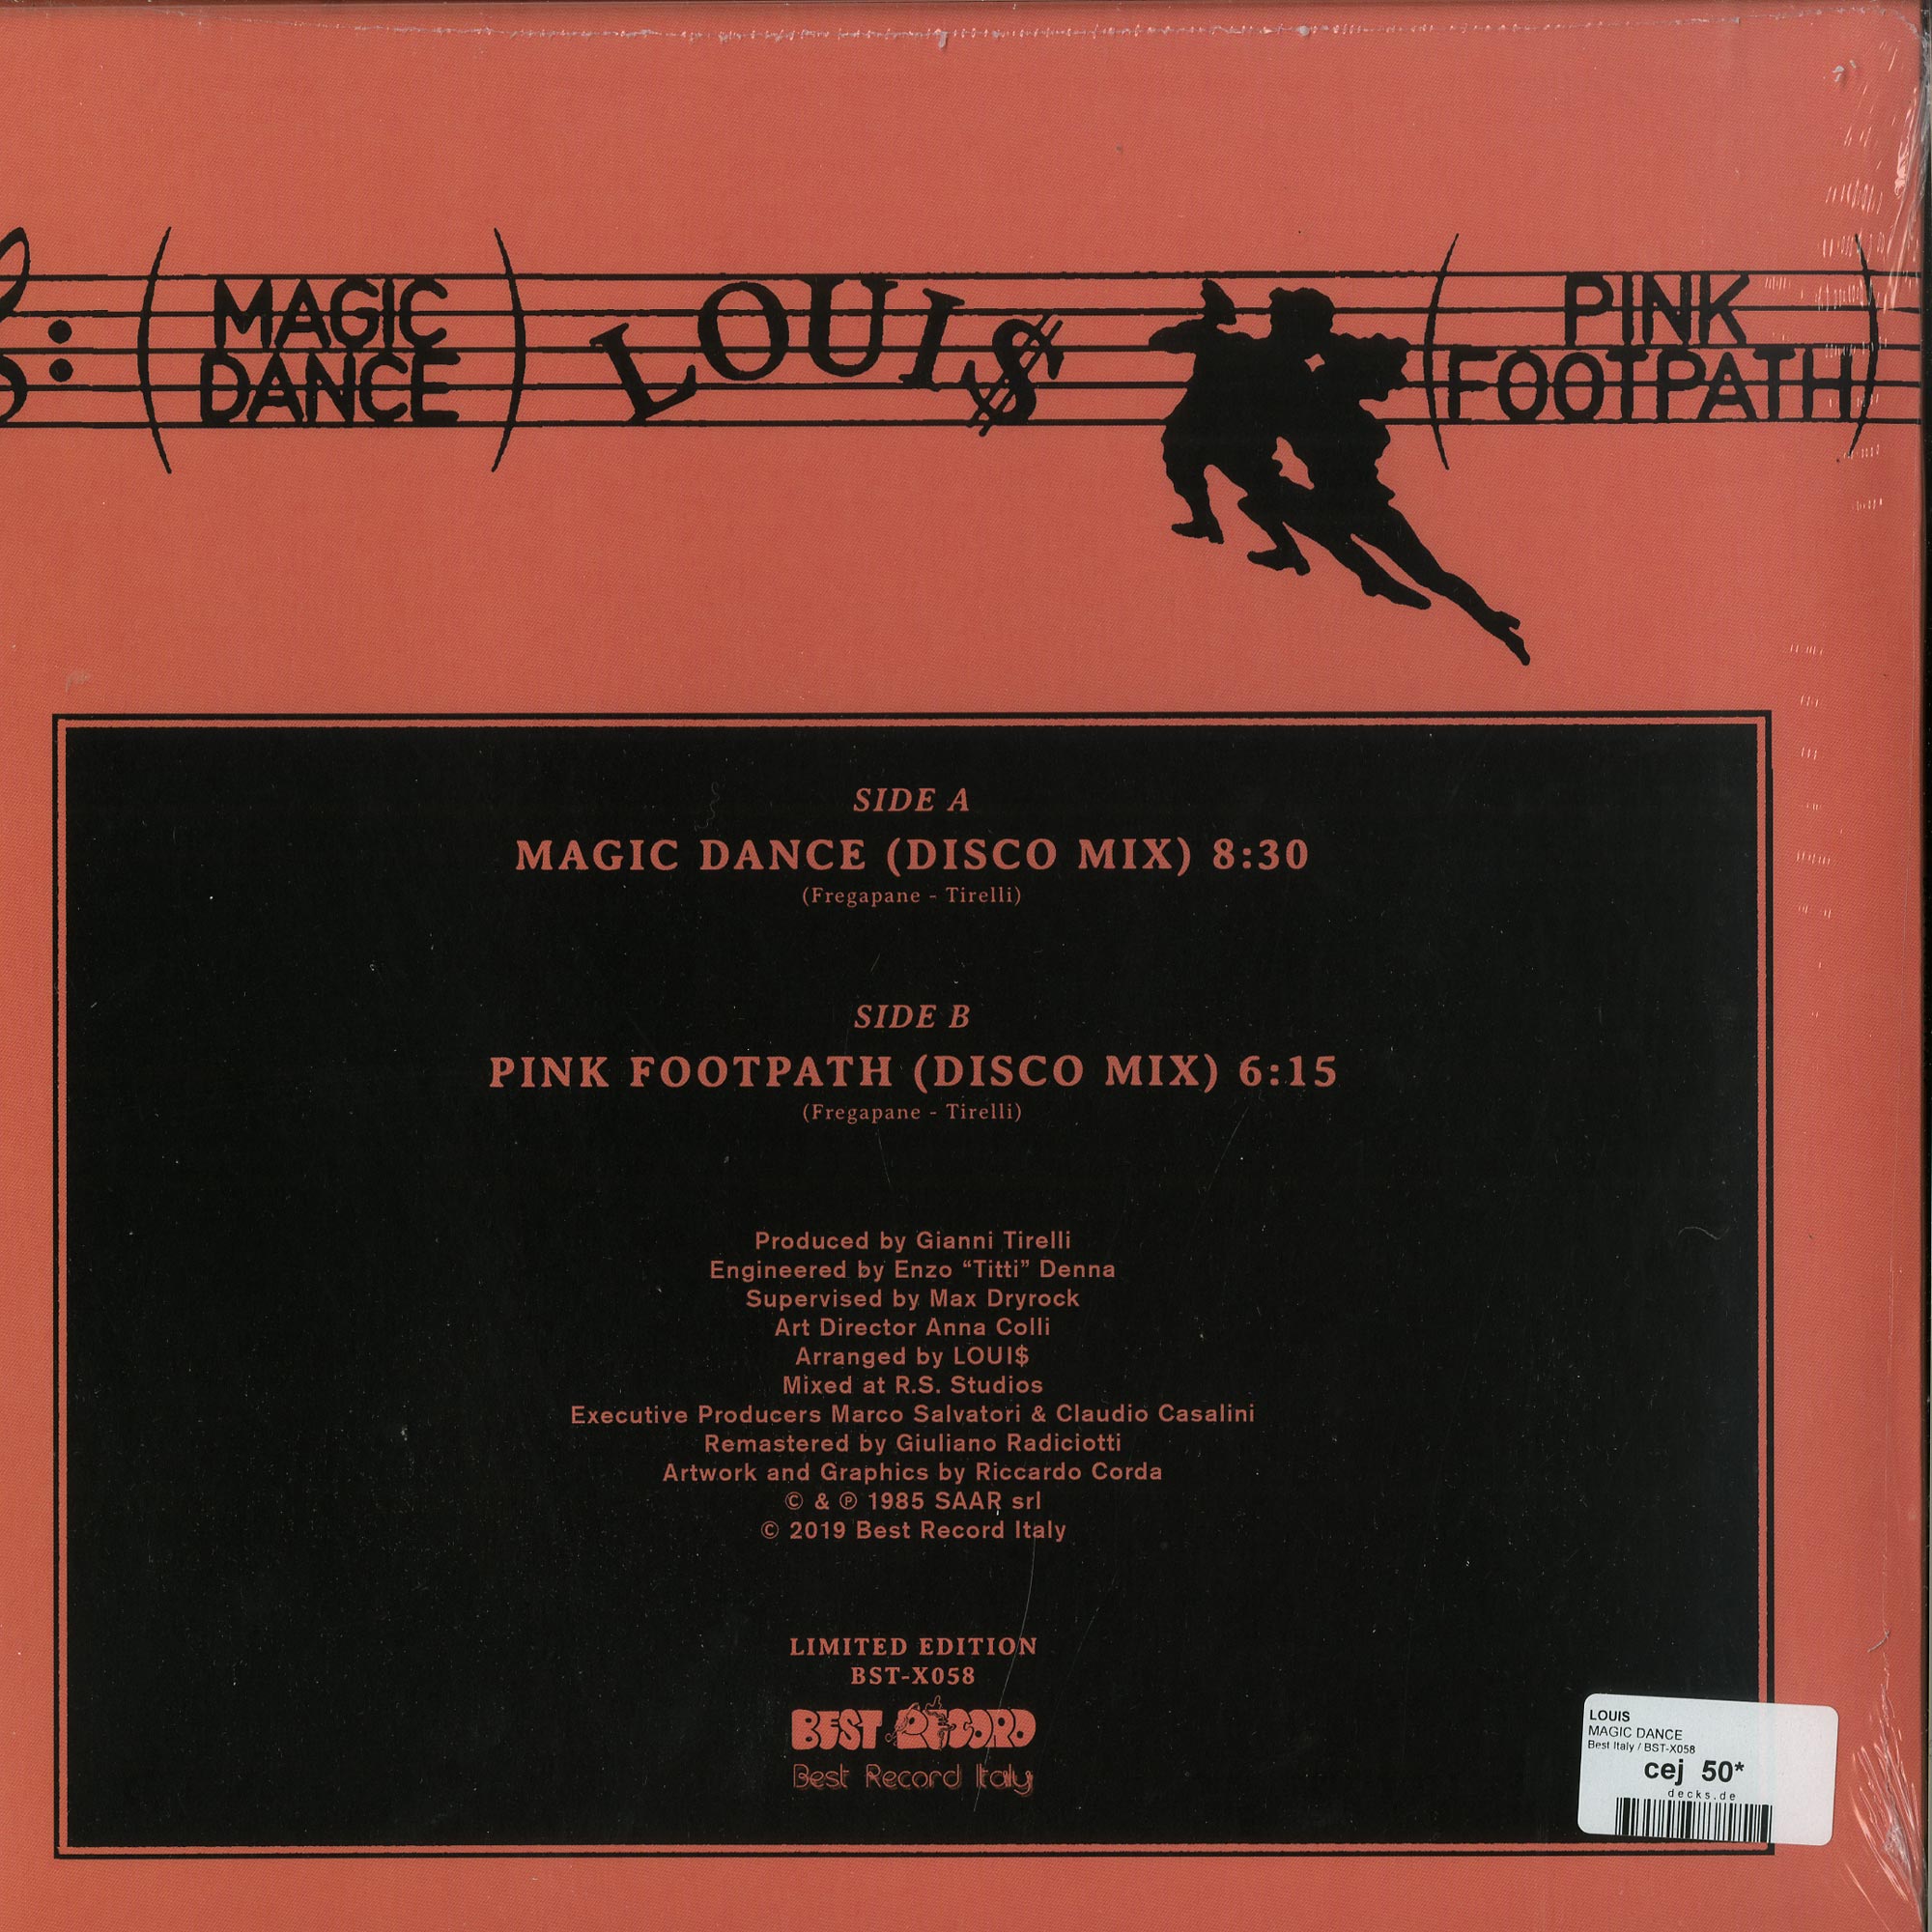 MAGIC
DANCE
LOUI$
PINK
FOOTPATH
SIDE A
MAGIC DANCE (DISCO MIX) 8:30
(Fregapane - Tirelli)
SIDE B
PINK FOOTPATH (DISCO MIX) 6:15
(Fregapane - Tirelli)
Produced by Gianni Tirelli
Engineered by Enzo “Titti” Denna
Supervised by Max Dryrock
Art Director Anna Colli
Arranged by LOUI$
Mixed at R.S. Studios
Executive Producers Marco Salvatori & Claudio Casalini
Remastered by Giuliano Radiciotti
Artwork and Graphics by Riccardo Corda
© & ℗ 1985 SAAR srl
© 2019 Best Record Italy
LIMITED EDITION
BST-X058
BEST RECORD
Best Record Italy
LOUIS
MAGIC DANCE
Best Italy / BST-X058
cej 50*
decks.de